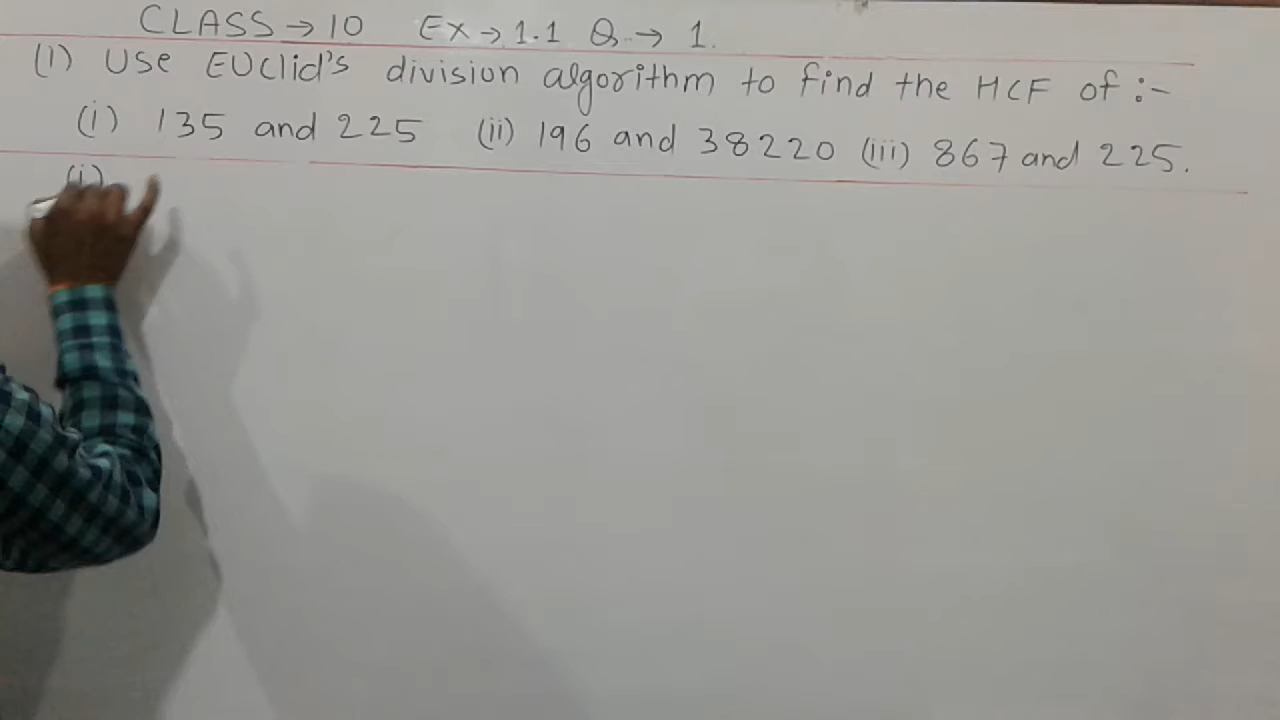 CLASS → 10 Ex → 1.1 Q. → 1.
(1) Use Euclid's division algorithm to find the HCF of :-
(i) 135 and 225 (ii) 196 and 38220 (iii) 867 and 225.
(i)